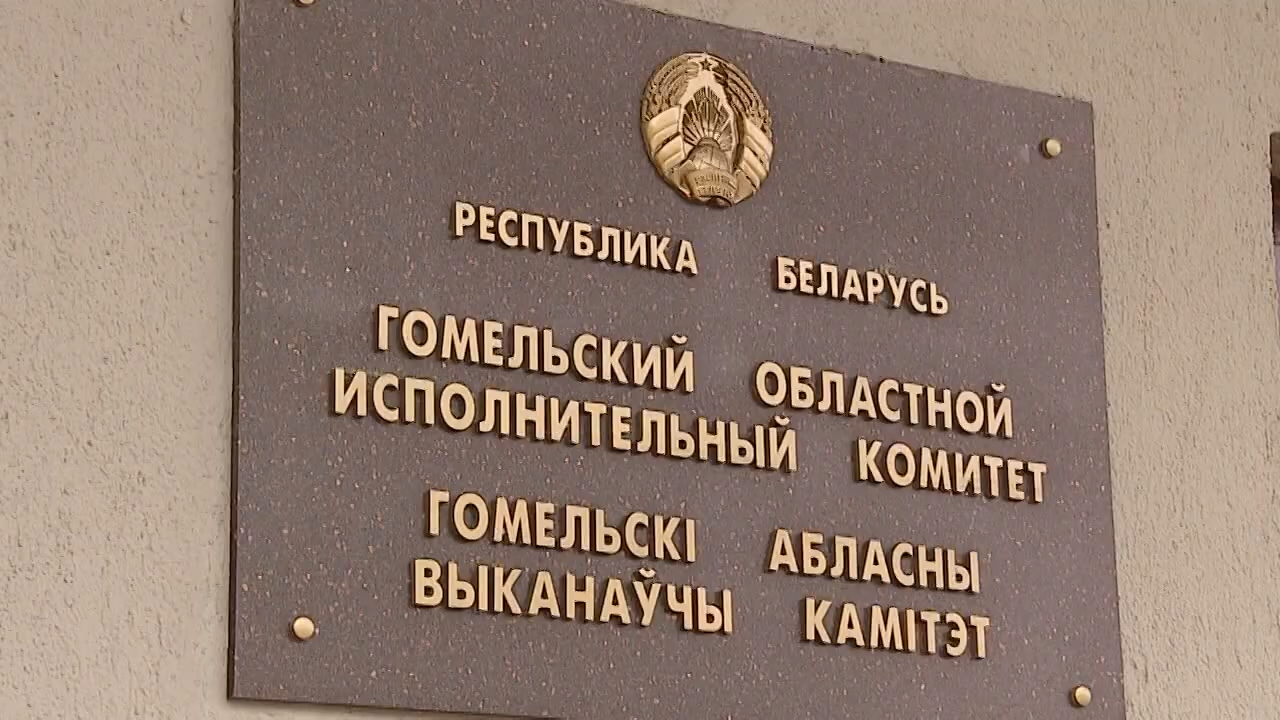 РЕСПУБЛИКА БЕЛАРУСЬ
ГОМЕЛЬСКИЙ ОБЛАСТНОЙ
ИСПОЛНИТЕЛЬНЫЙ КОМИТЕТ
ГОМЕЛЬСКІ АБЛАСНЫ
ВЫКАНАЎЧЫ КАМІТЭТ